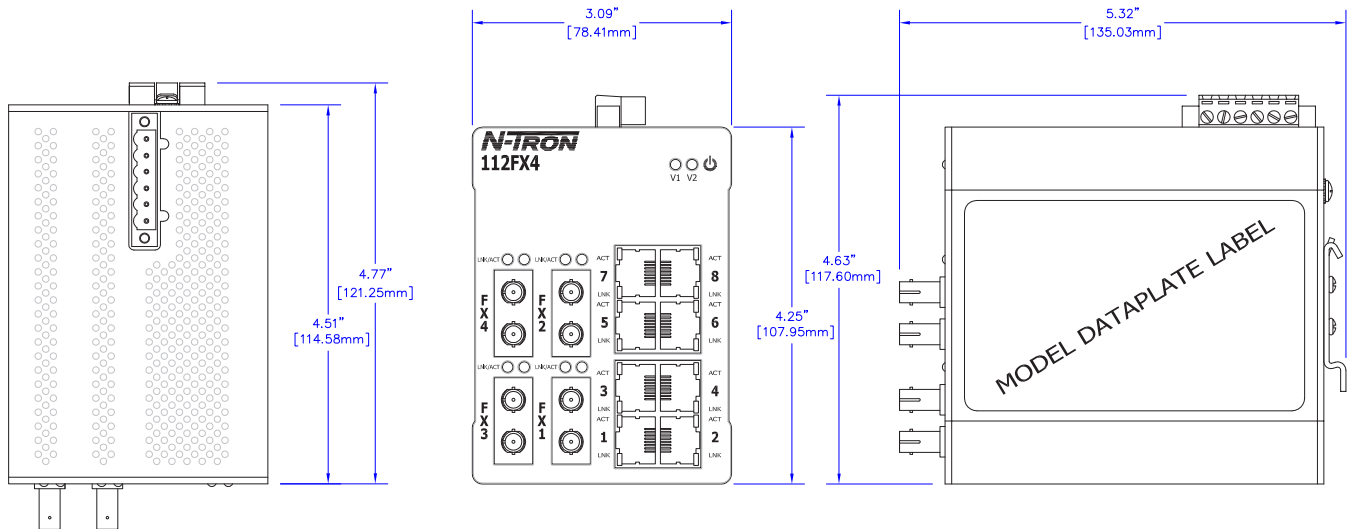 4.77”
[121.25mm]
4.51”
[114.58mm]
3.09”
[78.41mm]
N-TRON
112FX4
V1 V2
LNK/ACT LNK/ACT
FX4
FX2
ACT
7
LNK
ACT
8
LNK
ACT
5
LNK
ACT
6
LNK
LNK/ACT LNK/ACT
FX3
FX1
ACT
3
LNK
ACT
4
LNK
ACT
1
LNK
ACT
2
LNK
4.25”
[107.95mm]
5.32”
[135.03mm]
4.63”
[117.60mm]
MODEL DATAPLATE LABEL